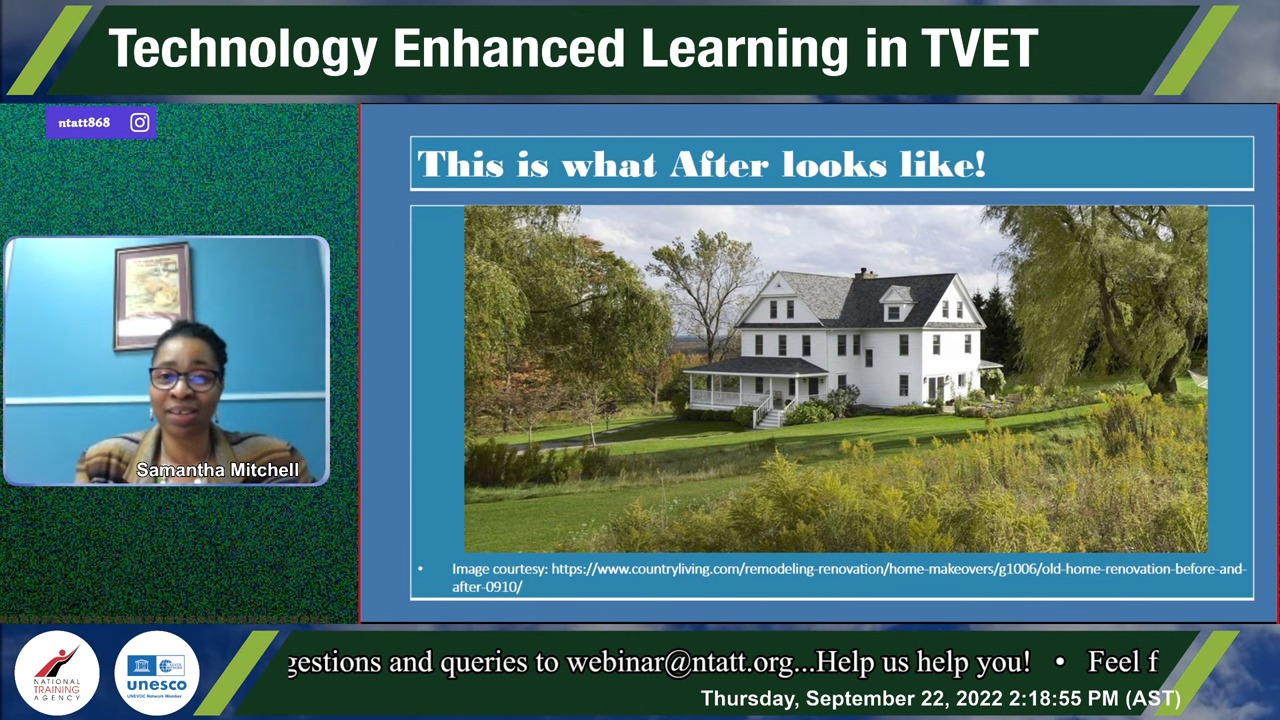 Technology Enhanced Learning in TVET
ntatt868
This is what After looks like!
Samantha Mitchell
• Image courtesy: https://www.countryliving.com/remodeling-renovation/home-makeovers/g1006/old-home-renovation-before-and-
after-0910/
NATIONAL
TRAINING
AGENCY
unesco
UNEVOC Network Member
gestions and queries to webinar@ntatt.org...Help us help you! • Feel f
Thursday, September 22, 2022 2:18:55 PM (AST)